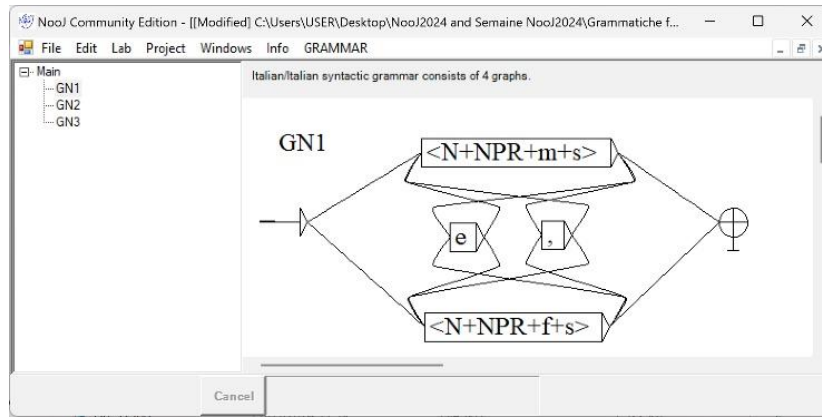 NooJ Community Edition - [[Modified] C:\Users\USER\Desktop\NooJ2024 and Semaine NooJ2024\Grammatiche f...
File Edit Lab Project Windows Info GRAMMAR
Main
GN1
GN2
GN3
Italian/Italian syntactic grammar consists of 4 graphs.
GN1
<N+NPR+m+s>
e ,
<N+NPR+f+s>
Cancel